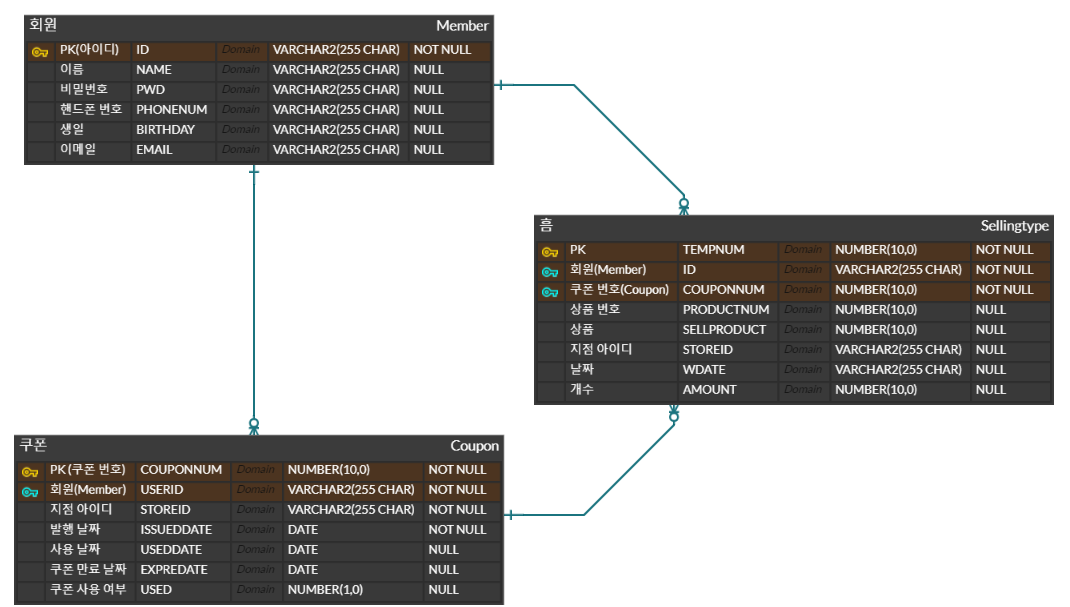 회원 Member
PK(아이디) ID Domain VARCHAR2(255 CHAR) NOT NULL
이름 NAME Domain VARCHAR2(255 CHAR) NULL
비밀번호 PWD Domain VARCHAR2(255 CHAR) NULL
핸드폰 번호 PHONENUM Domain VARCHAR2(255 CHAR) NULL
생일 BIRTHDAY Domain VARCHAR2(255 CHAR) NULL
이메일 EMAIL Domain VARCHAR2(255 CHAR) NULL
홈 Sellingtype
PK TEMPNUM Domain NUMBER(10,0) NOT NULL
회원(Member) ID Domain VARCHAR2(255 CHAR) NOT NULL
쿠폰 번호(Coupon) COUPONNUM Domain NUMBER(10,0) NOT NULL
상품 번호 PRODUCTNUM Domain NUMBER(10,0) NULL
상품 SELLPRODUCT Domain NUMBER(10,0) NULL
지점 아이디 STOREID Domain VARCHAR2(255 CHAR) NULL
날짜 WDATE Domain VARCHAR2(255 CHAR) NULL
개수 AMOUNT Domain NUMBER(10,0) NULL
쿠폰 Coupon
PK(쿠폰 번호) COUPONNUM Domain NUMBER(10,0) NOT NULL
회원(Member) USERID Domain VARCHAR2(255 CHAR) NOT NULL
지점 아이디 STOREID Domain VARCHAR2(255 CHAR) NOT NULL
발행 날짜 ISSUEDDATE Domain DATE NOT NULL
사용 날짜 USEDDATE Domain DATE NULL
쿠폰 만료 날짜 EXPREDATE Domain DATE NULL
쿠폰 사용 여부 USED Domain NUMBER(1,0) NULL